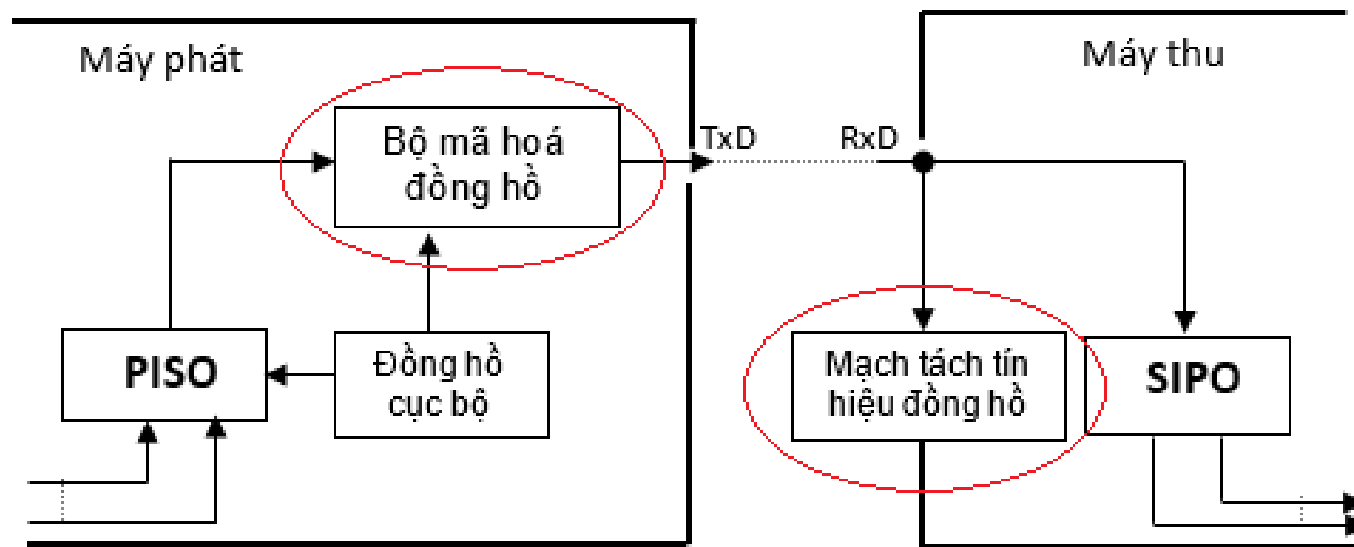 Máy phát
Máy thu
Bộ mã hoá
đồng hồ
TxD
RxD
PISO
Đồng hồ
cục bộ
Mạch tách tín
hiệu đồng hồ
SIPO